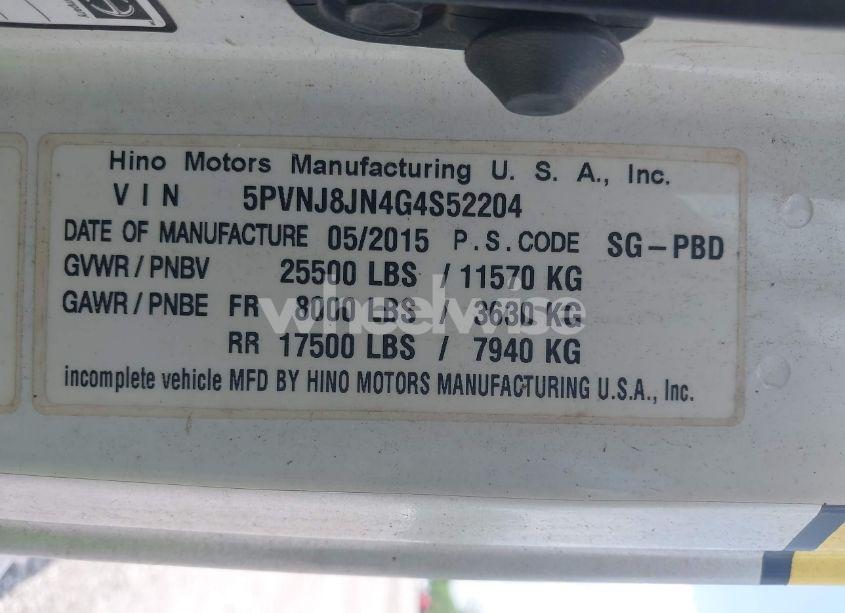 Hino Motors Manufacturing U. S. A., Inc.
VIN 5PVNJ8JN4G4S52204
DATE OF MANUFACTURE 05/2015 P.S.CODE SG-PBD
GVWR/PNBV 25500 LBS / 11570 KG
GAWR/PNBE FR 8000 LBS / 3630 KG
wheelwise
RR 17500 LBS / 7940 KG
incomplete vehicle MFD BY HINO MOTORS MANUFACTURING U.S.A., Inc.